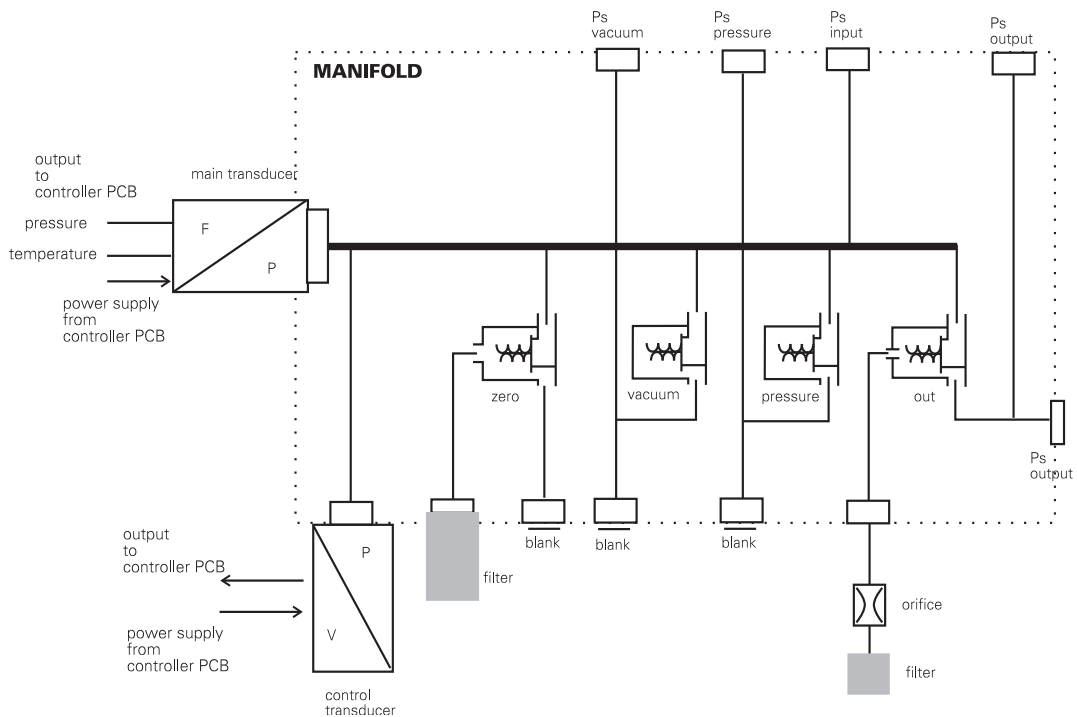 Ps
vacuum
Ps
pressure
Ps
input
Ps
output
MANIFOLD
output
to
controller PCB
main transducer
pressure
F
temperature
P
power supply
from
controller PCB
zero
vacuum
pressure
out
Ps
output
output
to
controller PCB
P
blank
blank
blank
filter
orifice
V
power supply
from
controller PCB
filter
control
transducer